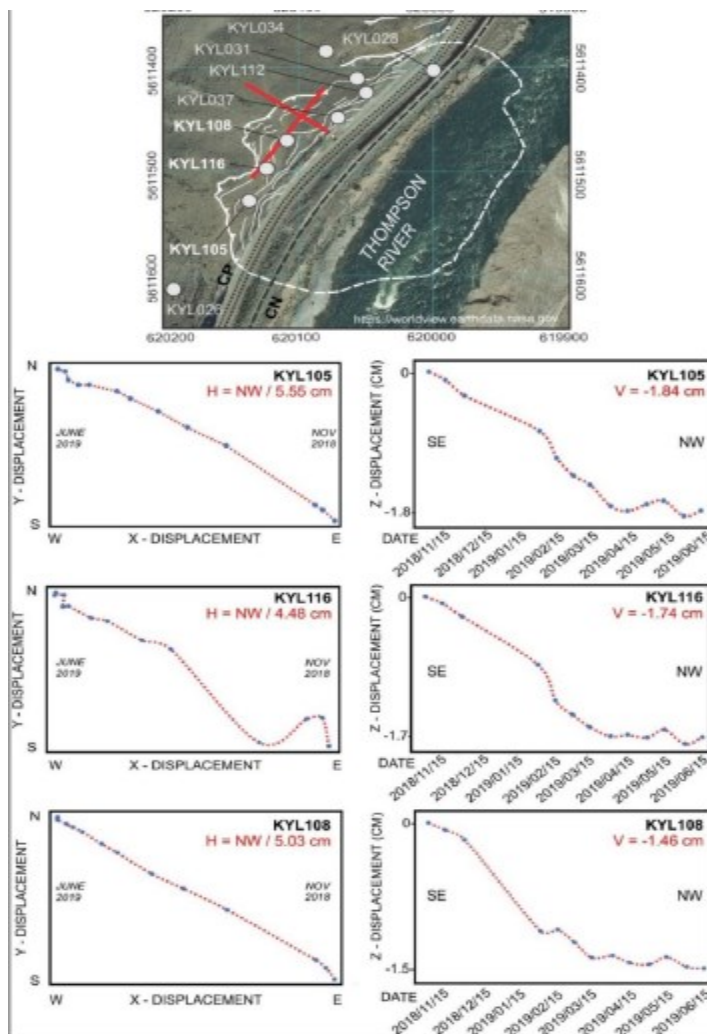 620200 620100 620000 619900
KYL034
KYL028
KYL031
KYL112
KYL037
KYL108
KYL116
KYL105
KYL026
5611400
5611500
5611600
5611400
5611500
5611600
CP
CN
THOMPSON
RIVER
https://worldview.earthdata.nasa.gov
620200 620100 620000 619900
N
KYL105
H = NW / 5.55 cm
JUNE
2019
NOV
2018
Y - DISPLACEMENT
S
W X - DISPLACEMENT E
0
KYL105
V = -1.84 cm
SE NW
Z - DISPLACEMENT (CM)
-1.8
DATE 2018/11/15 2018/12/15 2019/01/15 2019/02/15 2019/03/15 2019/04/15 2019/05/15 2019/06/15
N
KYL116
H = NW / 4.48 cm
JUNE
2019
NOV
2018
Y - DISPLACEMENT
S
W X - DISPLACEMENT E
0
KYL116
V = -1.74 cm
SE NW
Z - DISPLACEMENT (CM)
-1.7
DATE 2018/11/15 2018/12/15 2019/01/15 2019/02/15 2019/03/15 2019/04/15 2019/05/15 2019/06/15
N
KYL108
H = NW / 5.03 cm
JUNE
2019
NOV
2018
Y - DISPLACEMENT
S
W X - DISPLACEMENT E
0
KYL108
V = -1.46 cm
SE NW
Z - DISPLACEMENT (CM)
-1.5
DATE 2018/11/15 2018/12/15 2019/01/15 2019/02/15 2019/03/15 2019/04/15 2019/05/15 2019/06/15